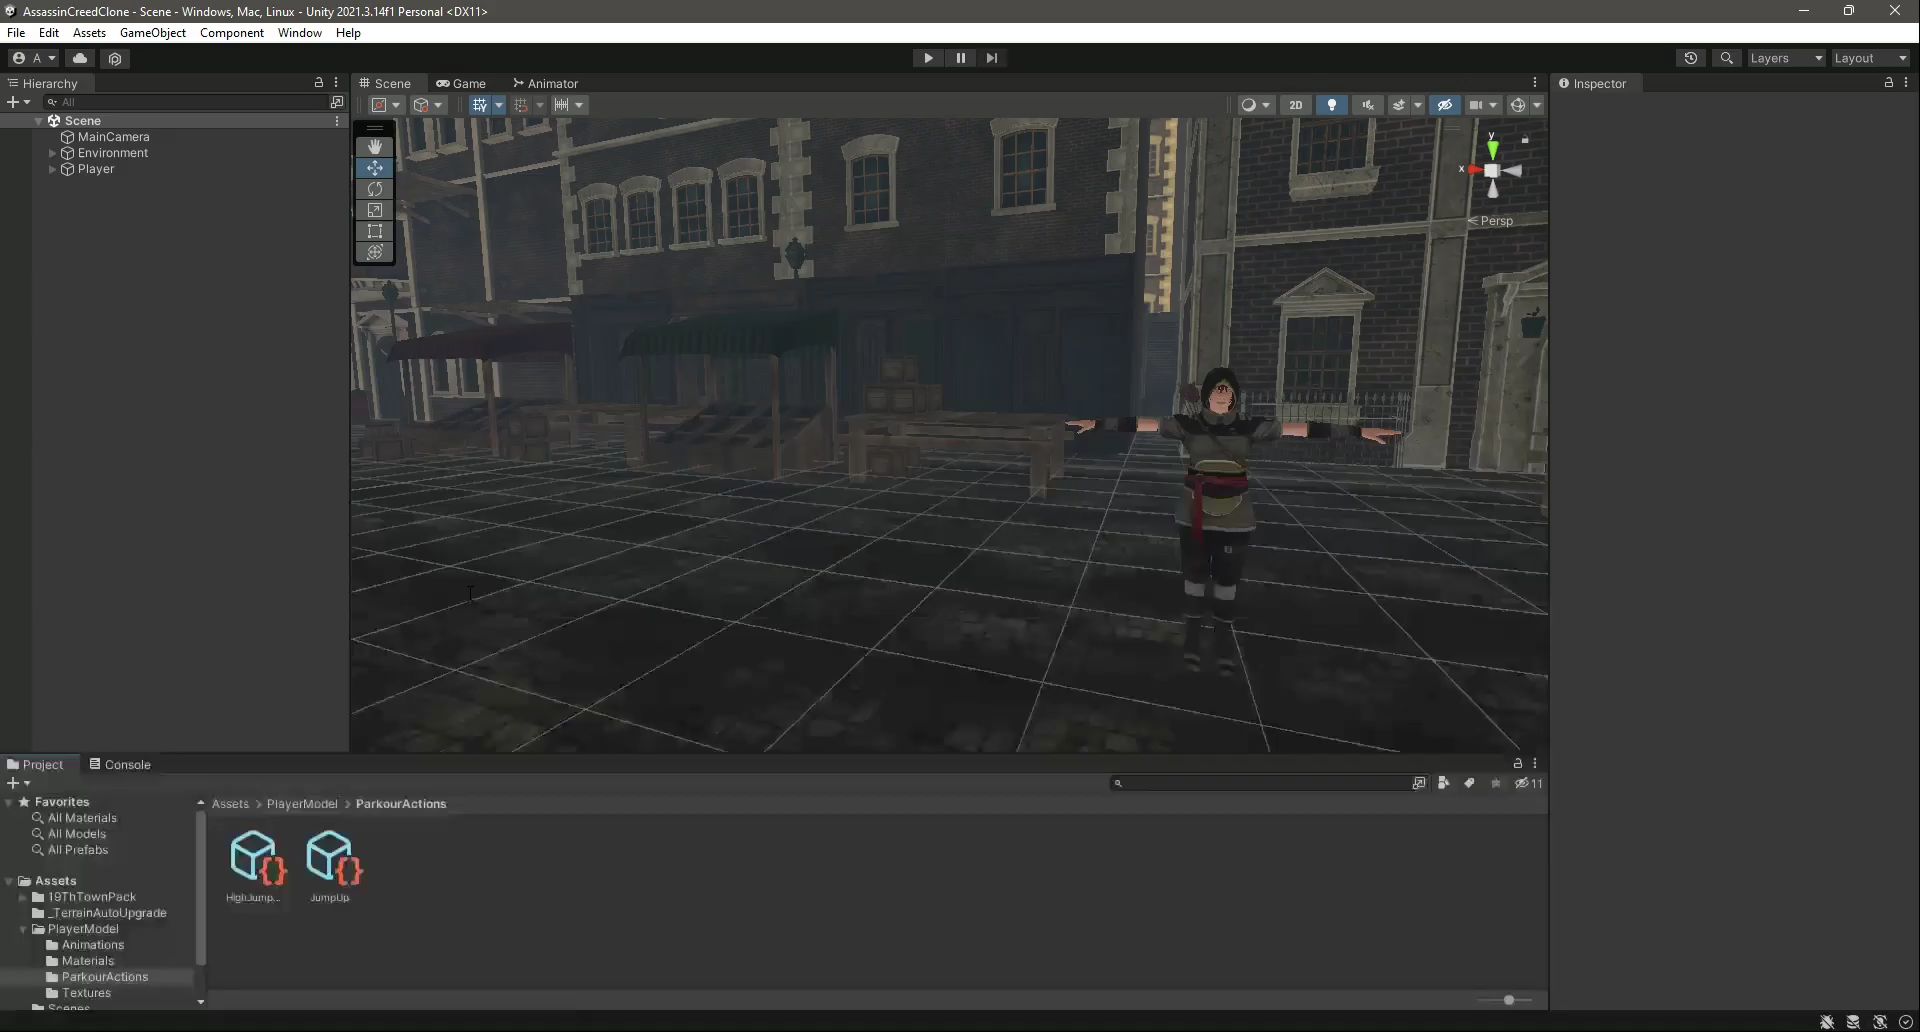 AssassinCreedClone - Scene - Windows, Mac, Linux - Unity 2021.3.14f1 Personal <DX11>
File Edit Assets GameObject Component Window Help
A Layers Layout
Hierarchy Scene Game Animator Inspector
All 2D
Scene
MainCamera
Environment
Player
y
x
Persp
Project Console
11
Favorites Assets > PlayerModel > ParkourActions
All Materials
All Models
All Prefabs
Assets
19ThTownPack HighJump... JumpUp
_TerrainAutoUpgrade
PlayerModel
Animations
Materials
ParkourActions
Textures
Scenes